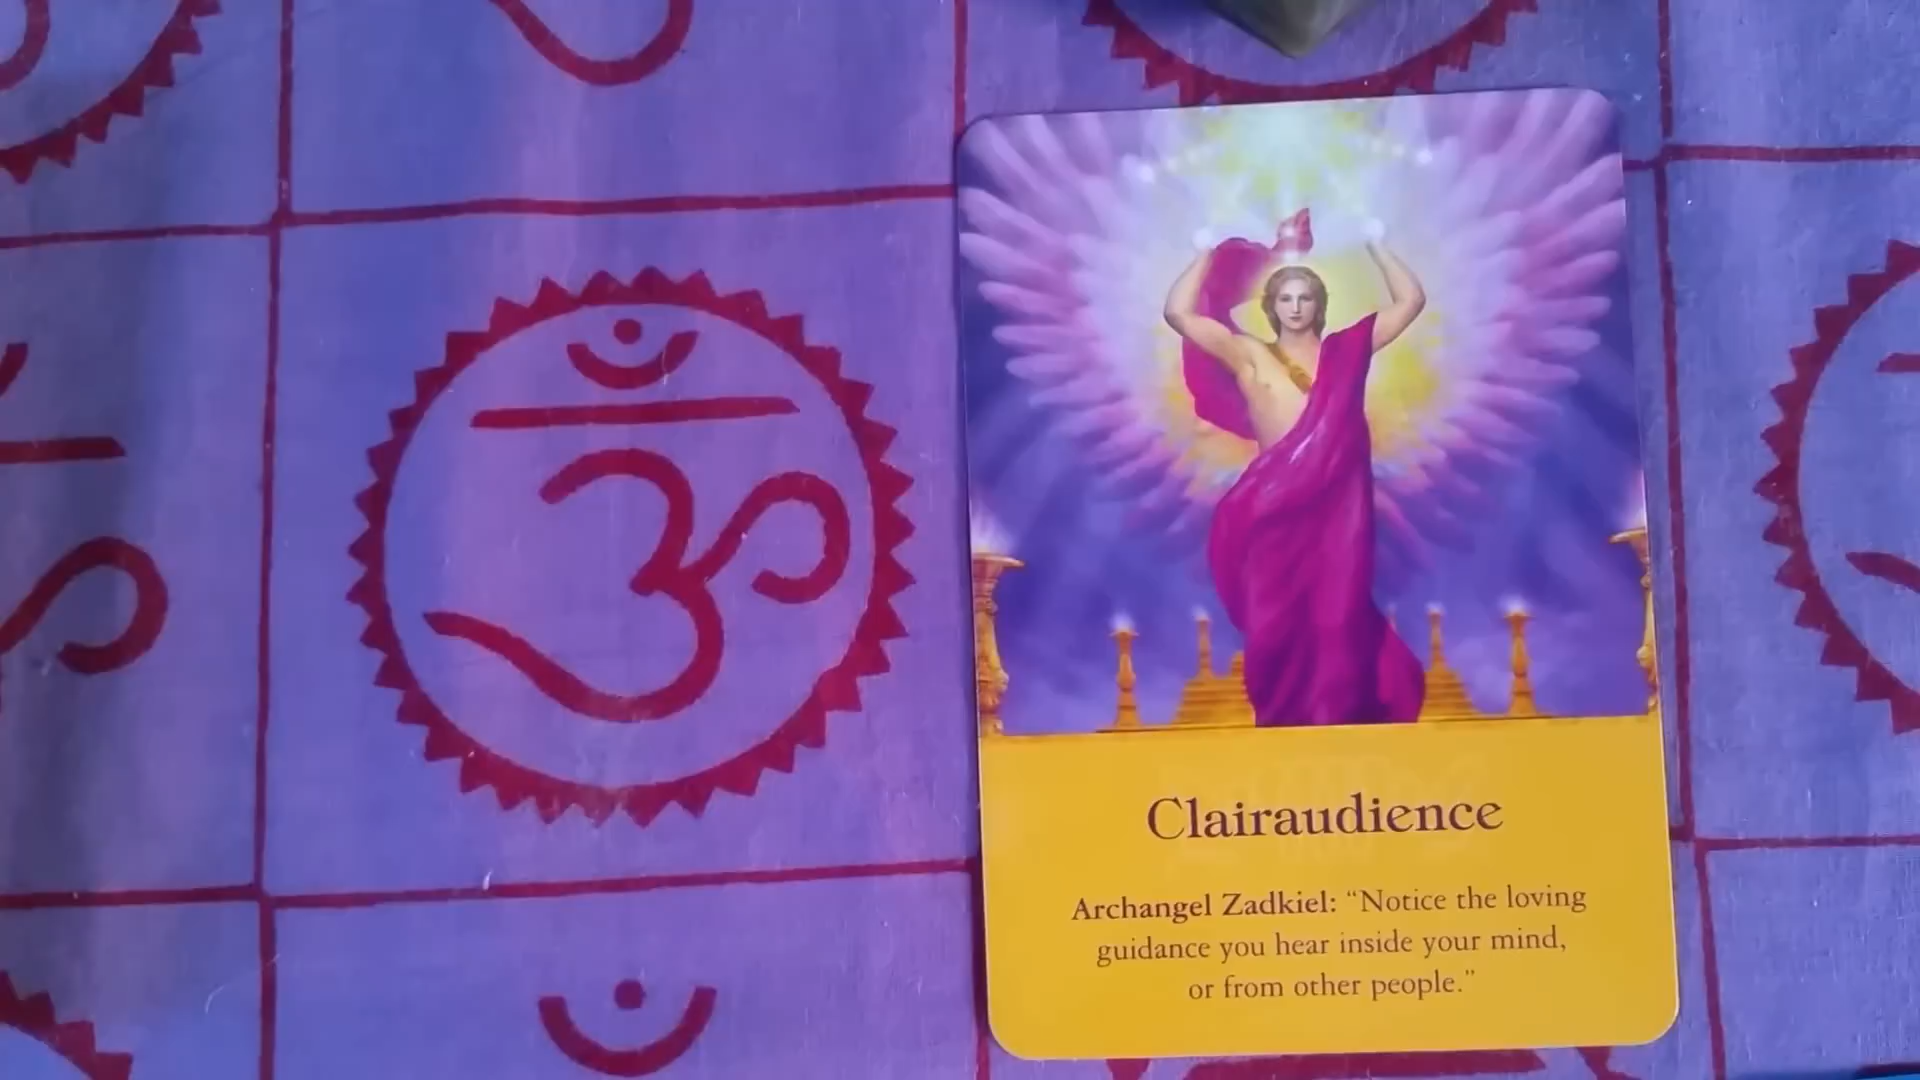 ॐ
Clairaudience
Archangel Zadkiel: “Notice the loving
guidance you hear inside your mind,
or from other people.”